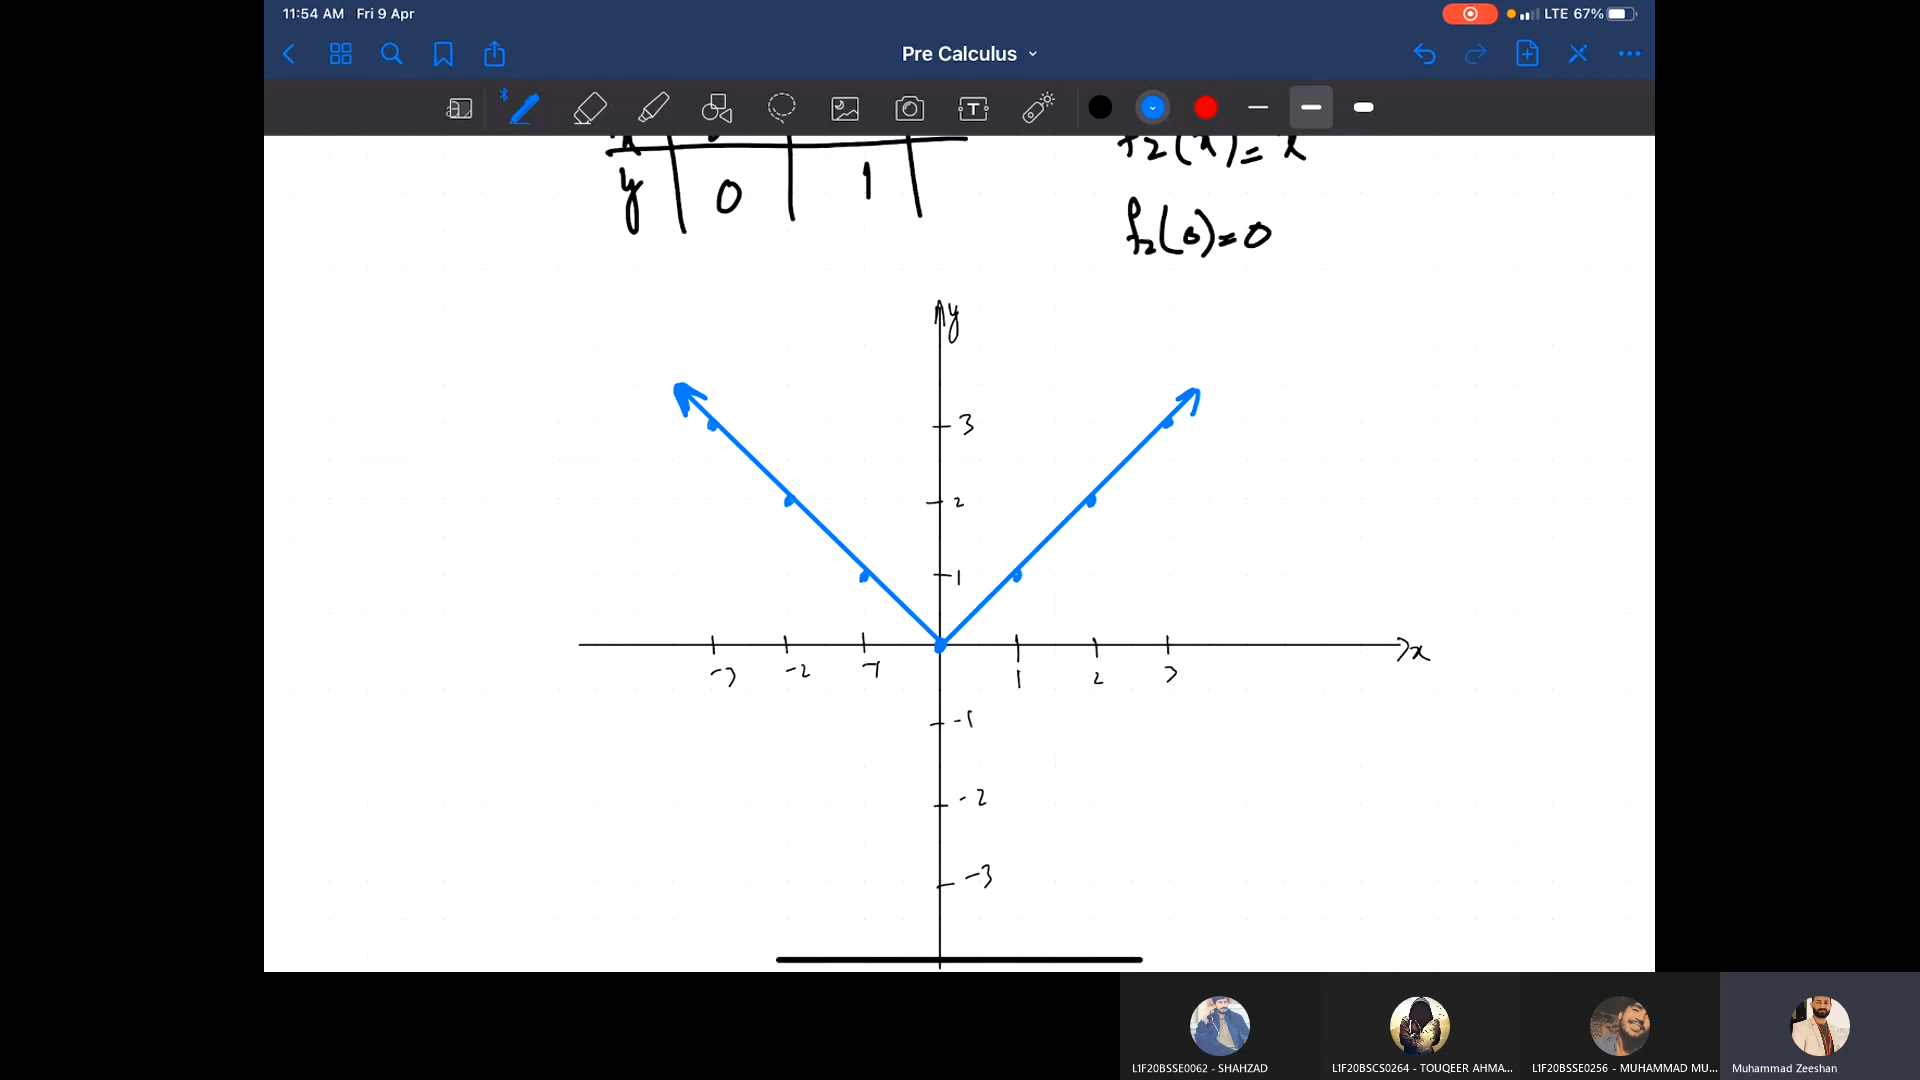 11:54 AM Fri 9 Apr
LTE 67%
Pre Calculus
T
x
f2(x) = x
y 0 1
f2(0) = 0
y
3
2
1
-3 -2 -1 1 2 3 x
-1
-2
-3
L1F20BSSE0062 - SHAHZAD
L1F20BSCS0264 - TOUQEER AHMA...
L1F20BSSE0256 - MUHAMMAD MU...
Muhammad Zeeshan